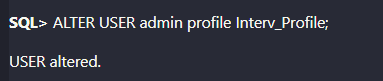 SQL> ALTER USER admin profile Interv_Profile;
USER altered.